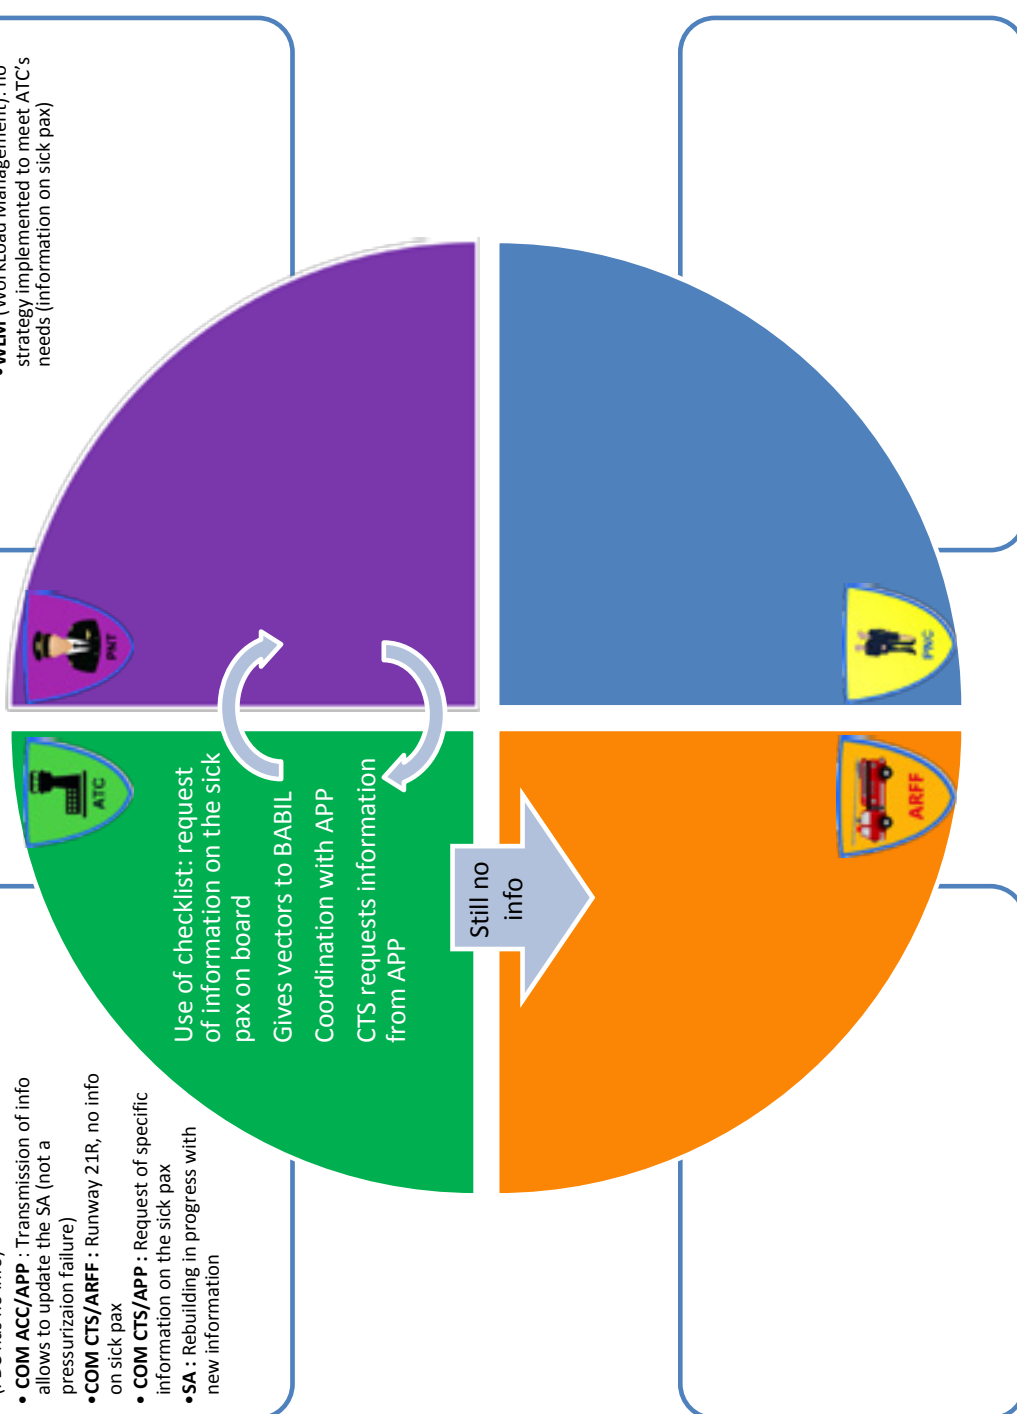 • COM ACC/APP : Transmission of info
allows to update the SA (not a
pressurizaion failure)
•COM CTS/ARFF : Runway 21R, no info
on sick pax
• COM CTS/APP : Request of specific
information on the sick pax
•SA : Rebuilding in progress with
new information
•WLM (WorkLoad Management): no
strategy implemented to meet ATC's
needs (information on sick pax)
ATC
PNT
Use of checklist: request
of information on the sick
pax on board
Gives vectors to BABIL
Coordination with APP
CTS requests information
from APP
Still no
info
ARFF
PNC